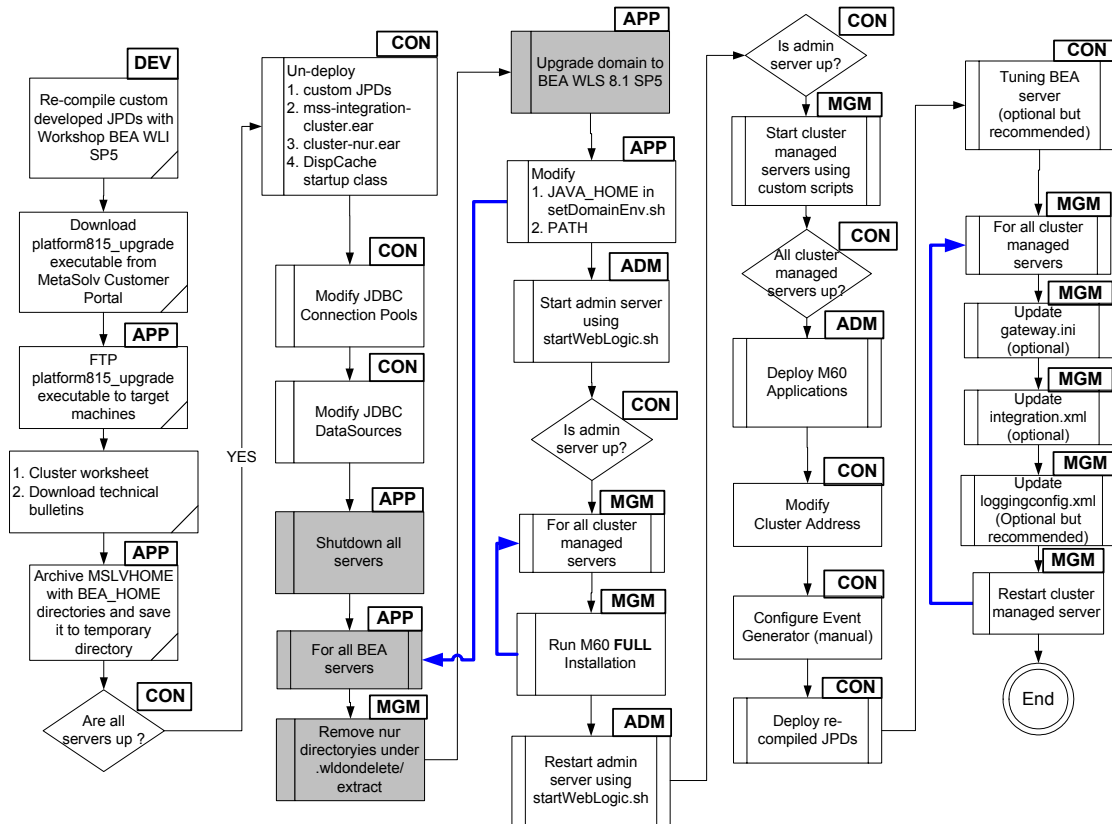 DEV
Re-compile custom
developed JPDs with
Workshop BEA WLI
SP5
Download
platform815_upgrade
executable from
MetaSolv Customer
Portal
APP
FTP
platform815_upgrade
executable to target
machines
1. Cluster worksheet
2. Download technical
bulletins
APP
Archive MSLVHOME
with BEA_HOME
directories and save
it to temporary
directory
CON
Are all
servers up ?
YES
CON
Un-deploy
1. custom JPDs
2. mss-integration-
cluster.ear
3. cluster-nur.ear
4. DispCache
startup class
CON
Modify JDBC
Connection Pools
CON
Modify JDBC
DataSources
APP
Shutdown all
servers
APP
For all BEA
servers
MGM
Remove nur
directoryies under
.wldondelete/
extract
APP
Upgrade domain to
BEA WLS 8.1 SP5
APP
Modify
1. JAVA_HOME in
setDomainEnv.sh
2. PATH
ADM
Start admin server
using
startWebLogic.sh
CON
Is admin
server up?
MGM
For all cluster
managed
servers
MGM
Run M60 FULL
Installation
ADM
Restart admin
server using
startWebLogic.sh
CON
Is admin
server up?
MGM
Start cluster
managed
servers using
custom scripts
CON
All cluster
managed
servers up?
ADM
Deploy M60
Applications
CON
Modify
Cluster Address
CON
Configure Event
Generator (manual)
CON
Deploy re-
compiled JPDs
CON
Tuning BEA
server
(optional but
recommended)
MGM
For all cluster
managed
servers
MGM
Update
gateway.ini
(optional)
MGM
Update
integration.xml
(optional)
MGM
Update
loggingconfig.xml
(Optional but
recommended)
MGM
Restart cluster
managed server
End